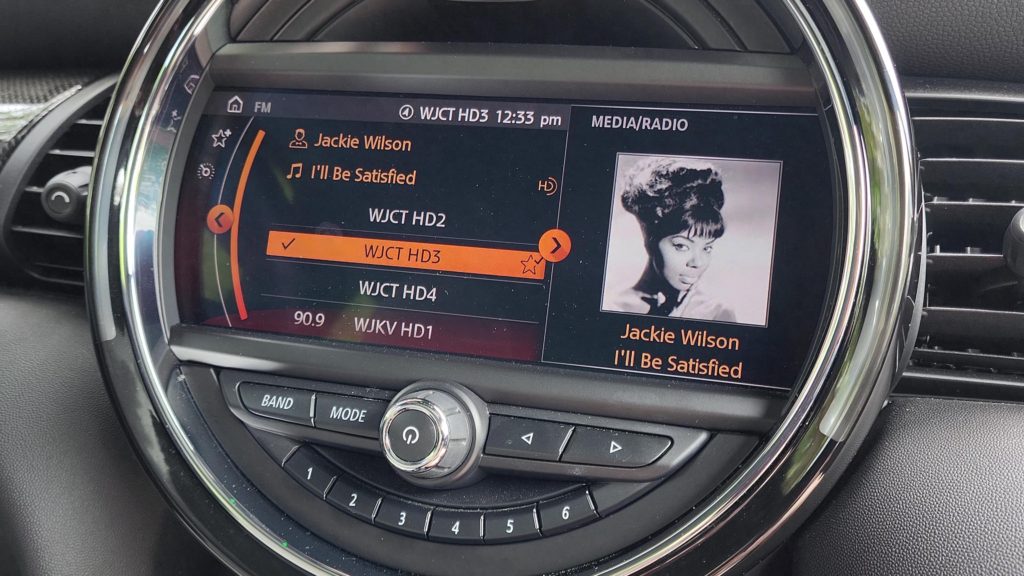 FM
WJCT HD3 12:33 pm
MEDIA/RADIO
Jackie Wilson
I'll Be Satisfied
HD
WJCT HD2
WJCT HD3
WJCT HD4
90.9 WJKV HD1
Jackie Wilson
I'll Be Satisfied
BAND
MODE
1
2
3
4
5
6